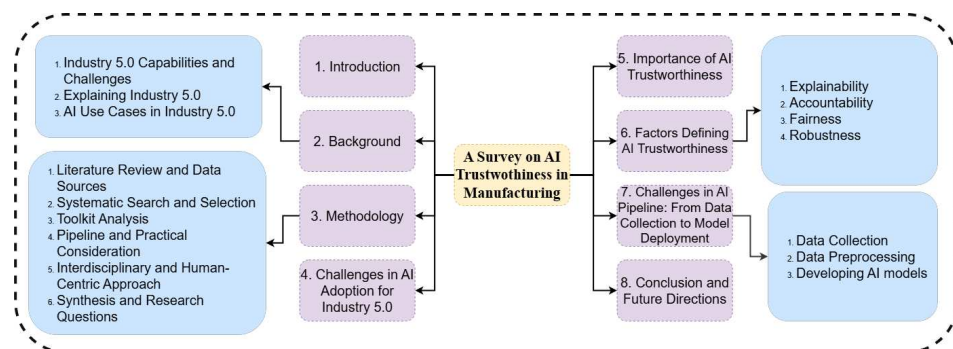 1. Industry 5.0 Capabilities and
Challenges
2. Explaining Industry 5.0
3. AI Use Cases in Industry 5.0
1. Literature Review and Data
Sources
2. Systematic Search and Selection
3. Toolkit Analysis
4. Pipeline and Practical
Consideration
5. Interdisciplinary and Human-
Centric Approach
6. Synthesis and Research
Questions
1. Introduction
2. Background
3. Methodology
4. Challenges in AI
Adoption for
Industry 5.0
A Survey on AI
Trustwothiness in
Manufacturing
5. Importance of AI
Trustworthiness
6. Factors Defining
AI Trustworthiness
7. Challenges in AI
Pipeline: From Data
Collection to Model
Deployment
8. Conclusion and
Future Directions
1. Explainability
2. Accountability
3. Fairness
4. Robustness
1. Data Collection
2. Data Preprocessing
3. Developing AI models